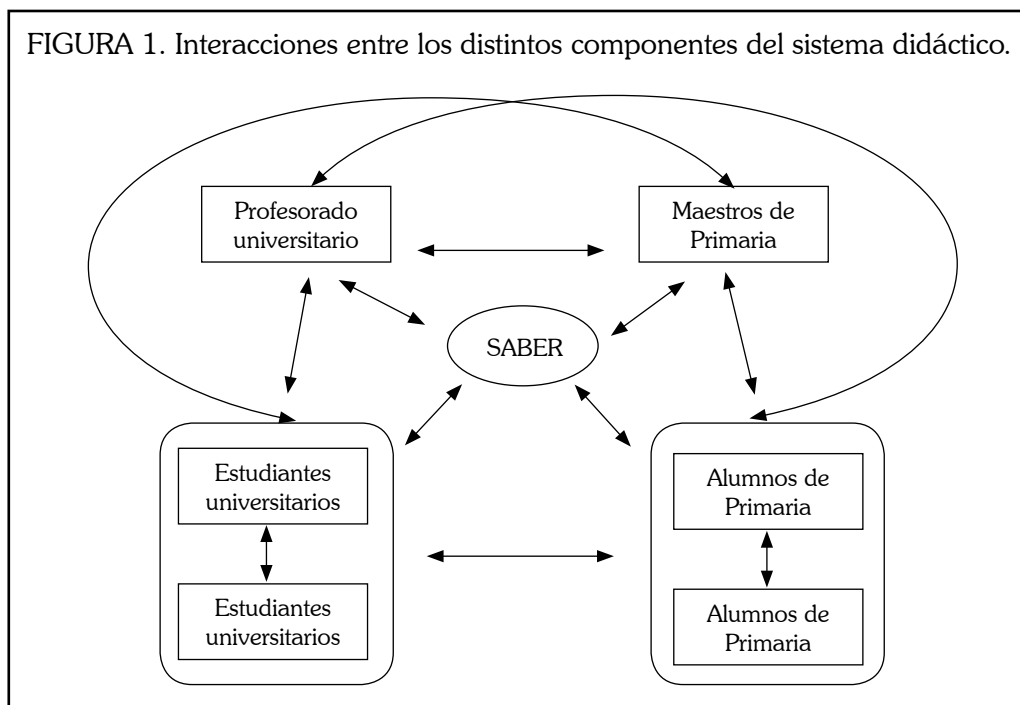 FIGURA 1. Interacciones entre los distintos componentes del sistema didáctico.
Profesorado
universitario
Maestros de
Primaria
SABER
Estudiantes
universitarios
Alumnos de
Primaria
Estudiantes
universitarios
Alumnos de
Primaria